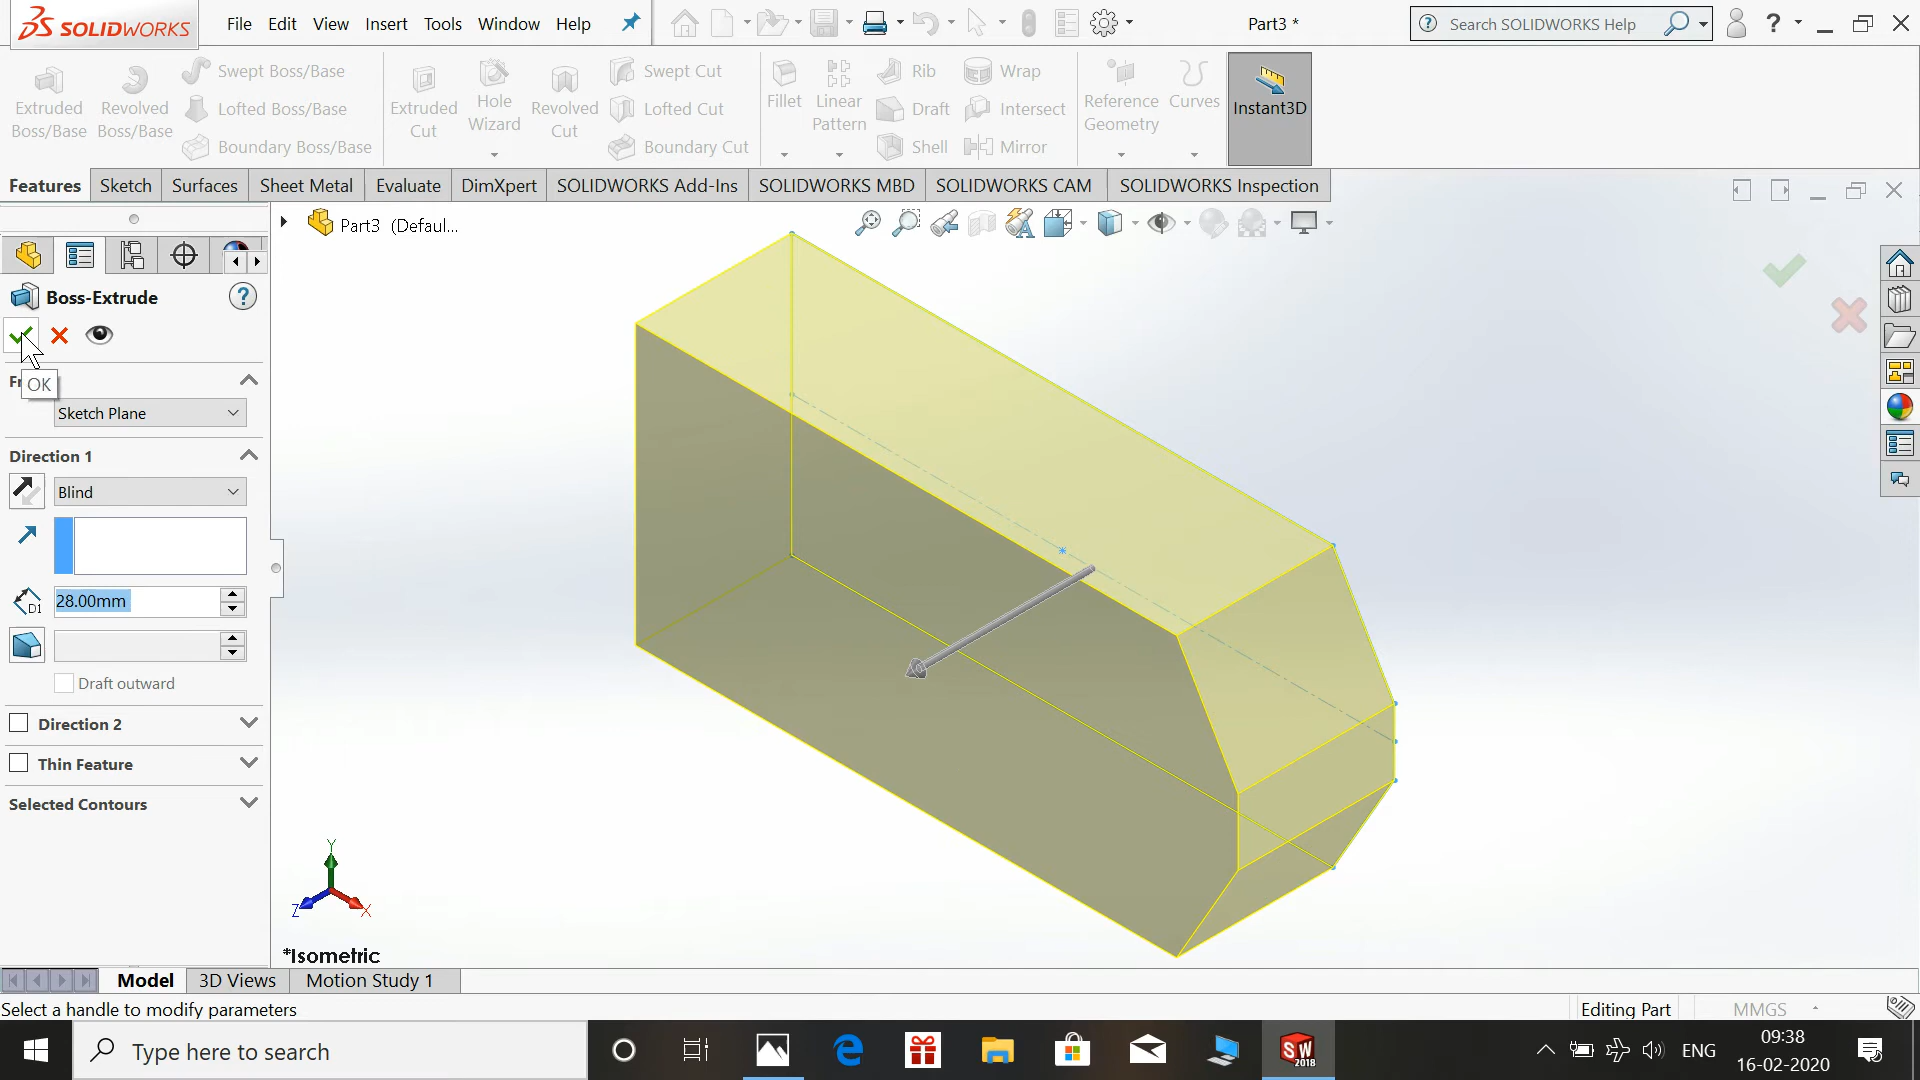 SOLIDWORKS
File Edit View Insert Tools Window Help
Part3 *
Search SOLIDWORKS Help
Extruded Boss/Base
Revolved Boss/Base
Swept Boss/Base
Lofted Boss/Base
Boundary Boss/Base
Extruded Cut
Hole Wizard
Revolved Cut
Swept Cut
Lofted Cut
Boundary Cut
Fillet
Linear Pattern
Rib
Draft
Shell
Wrap
Intersect
Mirror
Reference Geometry
Curves
Instant3D
Features Sketch Surfaces Sheet Metal Evaluate DimXpert SOLIDWORKS Add-Ins SOLIDWORKS MBD SOLIDWORKS CAM SOLIDWORKS Inspection
Part3 (Defaul...
Boss-Extrude
?
OK
Fr
Sketch Plane
Direction 1
Blind
D1
28.00mm
Draft outward
Direction 2
Thin Feature
Selected Contours
Y
Z
X
*Isometric
Model 3D Views Motion Study 1
Select a handle to modify parameters
Editing Part
MMGS
Type here to search
SW
2018
ENG
09:38
16-02-2020